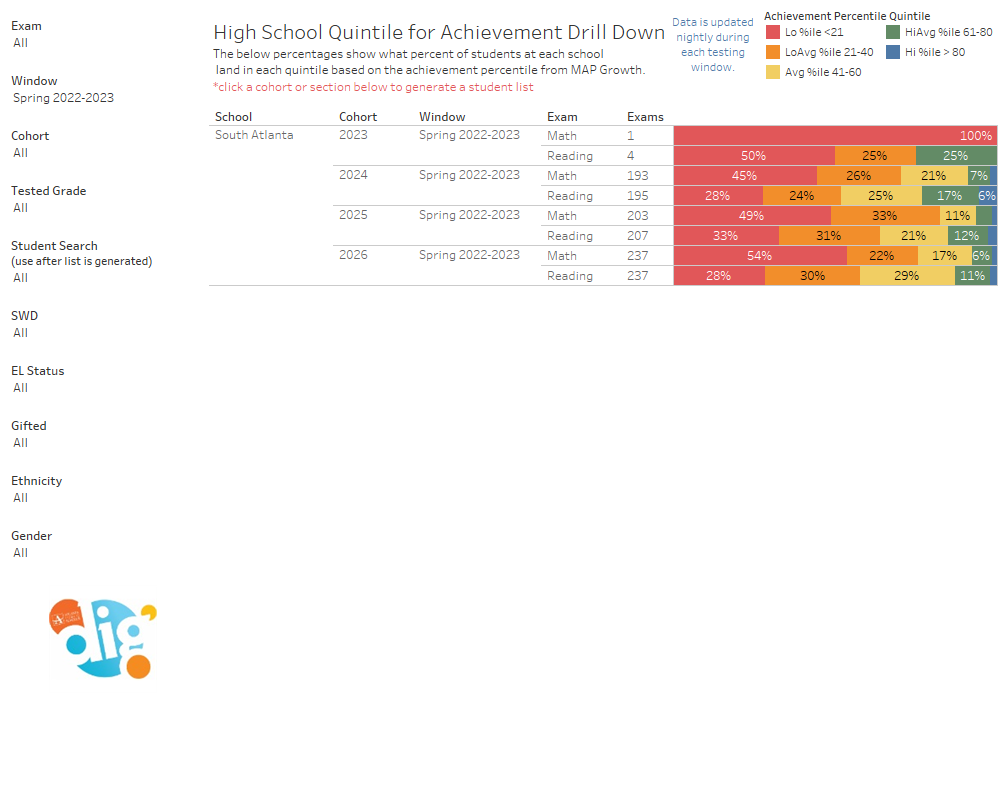 Exam
All
Window
Spring 2022-2023
Cohort
All
Tested Grade
All
Student Search
(use after list is generated)
All
SWD
All
EL Status
All
Gifted
All
Ethnicity
All
Gender
All
dig
High School Quintile for Achievement Drill Down
The below percentages show what percent of students at each school
land in each quintile based on the achievement percentile from MAP Growth.
*click a cohort or section below to generate a student list
Data is updated
nightly during
each testing
window.
Achievement Percentile Quintile
Lo %ile <21
HiAvg %ile 61-80
LoAvg %ile 21-40
Hi %ile > 80
Avg %ile 41-60
School Cohort Window Exam Exams
South Atlanta 2023 Spring 2022-2023 Math 1 100%
Reading 4 50% 25% 25%
2024 Spring 2022-2023 Math 193 45% 26% 21% 7%
Reading 195 28% 24% 25% 17% 6%
2025 Spring 2022-2023 Math 203 49% 33% 11%
Reading 207 33% 31% 21% 12%
2026 Spring 2022-2023 Math 237 54% 22% 17% 6%
Reading 237 28% 30% 29% 11%